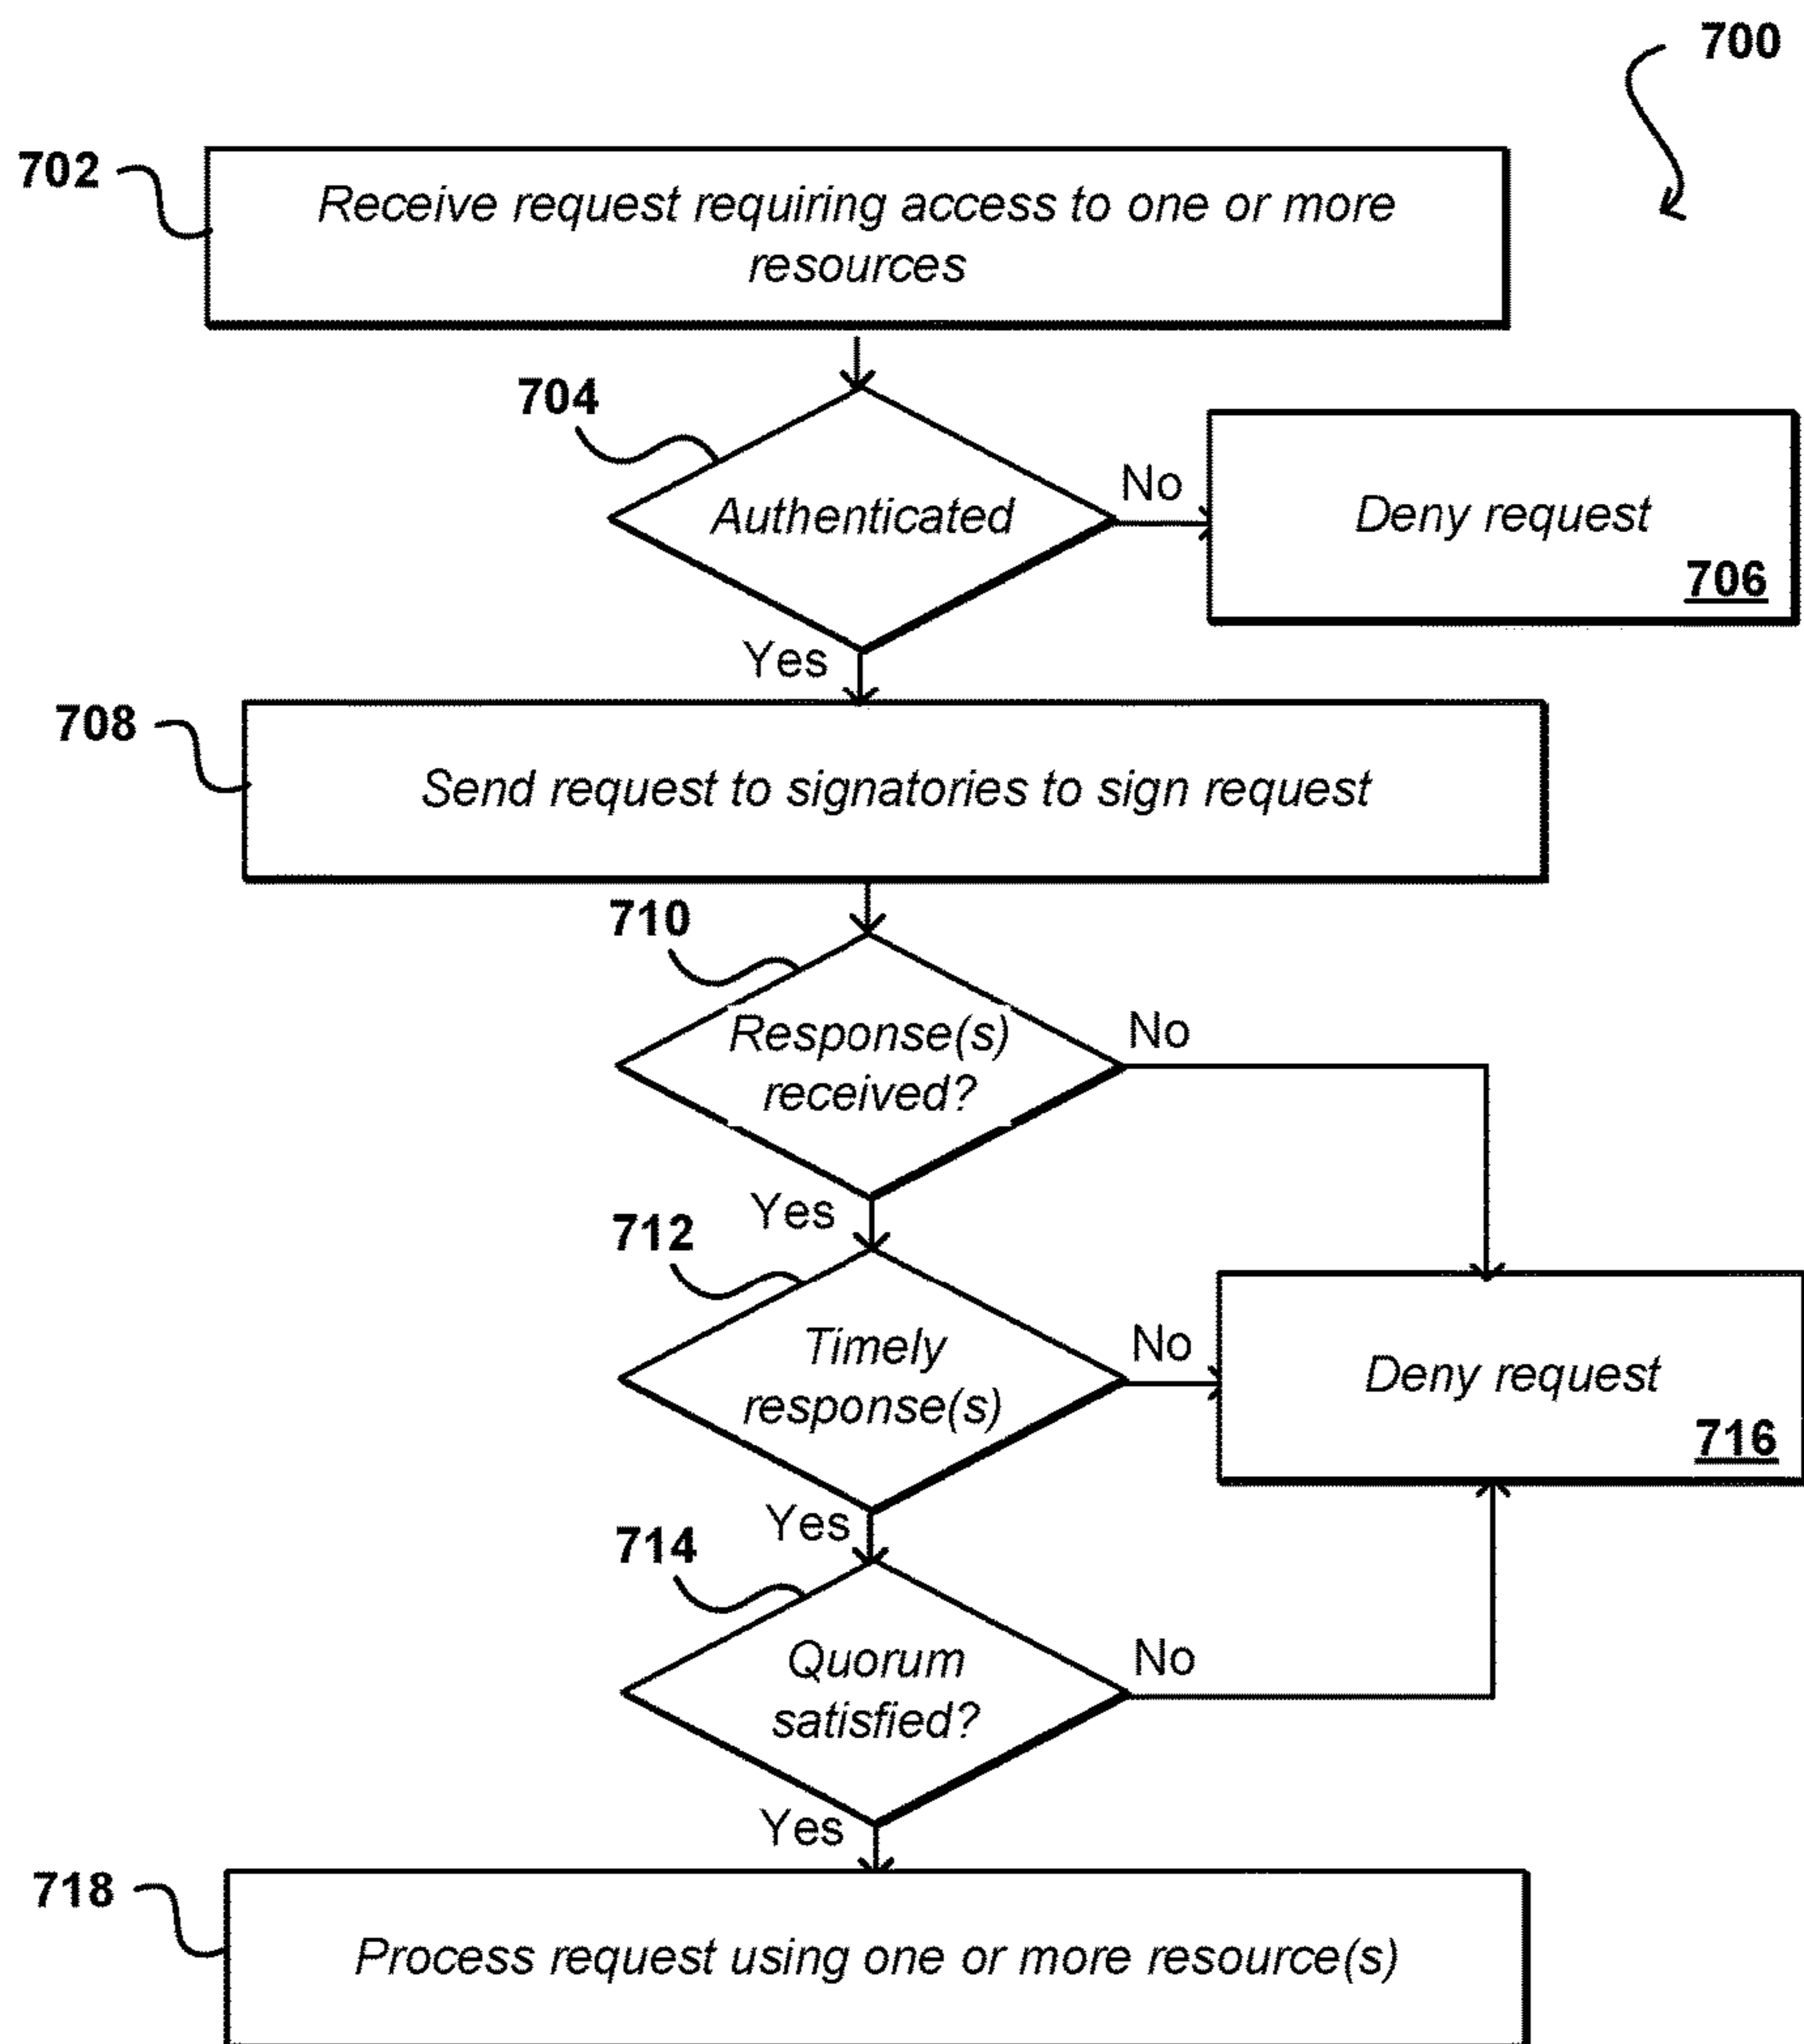 700
702
Receive request requiring access to one or more
resources
704
Authenticated
No
Deny request
706
Yes
708
Send request to signatories to sign request
710
Response(s)
received?
No
Yes
712
Timely
response(s)
No
Deny request
716
Yes
714
Quorum
satisfied?
No
Yes
718
Process request using one or more resource(s)